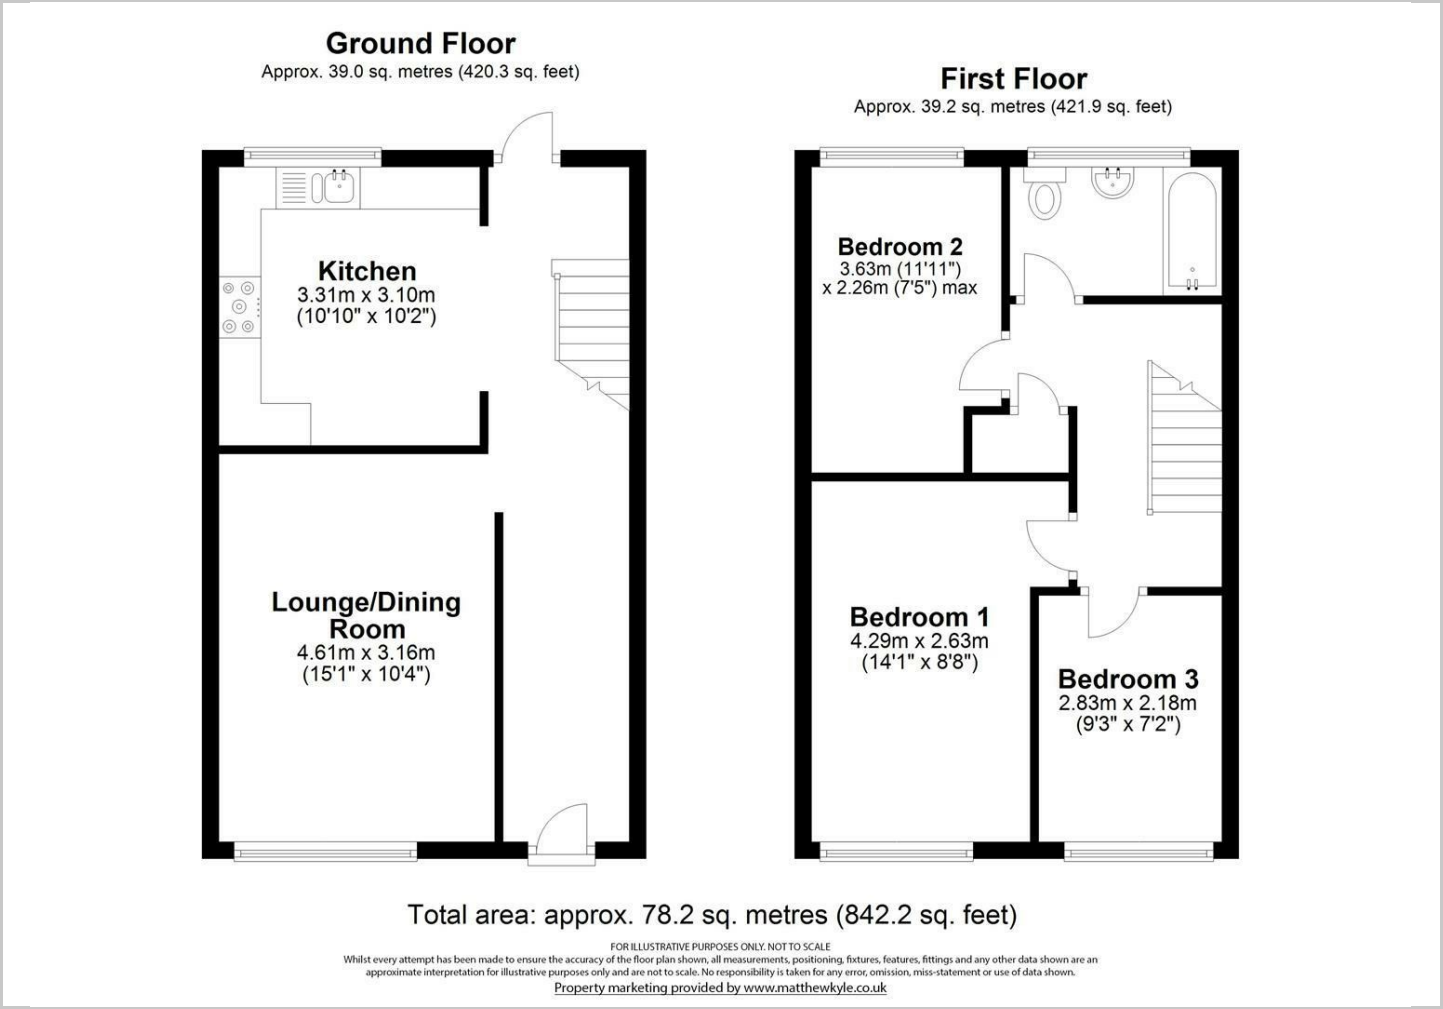 Ground Floor
Approx. 39.0 sq. metres (420.3 sq. feet)
Kitchen
3.31m x 3.10m
(10'10" x 10'2")
Lounge/Dining
Room
4.61m x 3.16m
(15'1" x 10'4")
First Floor
Approx. 39.2 sq. metres (421.9 sq. feet)
Bedroom 2
3.63m (11'11")
x 2.26m (7'5") max
Bedroom 1
4.29m x 2.63m
(14'1" x 8'8")
Bedroom 3
2.83m x 2.18m
(9'3" x 7'2")
Total area: approx. 78.2 sq. metres (842.2 sq. feet)
FOR ILLUSTRATIVE PURPOSES ONLY. NOT TO SCALE
Whilst every attempt has been made to ensure the accuracy of the floor plan shown, all measurements, positioning, fixtures, features, fittings and any other data shown are an
approximate interpretation for illustrative purposes only and are not to scale. No responsibility is taken for any error, omission, miss-statement or use of data shown.
Property marketing provided by www.matthewkyle.co.uk